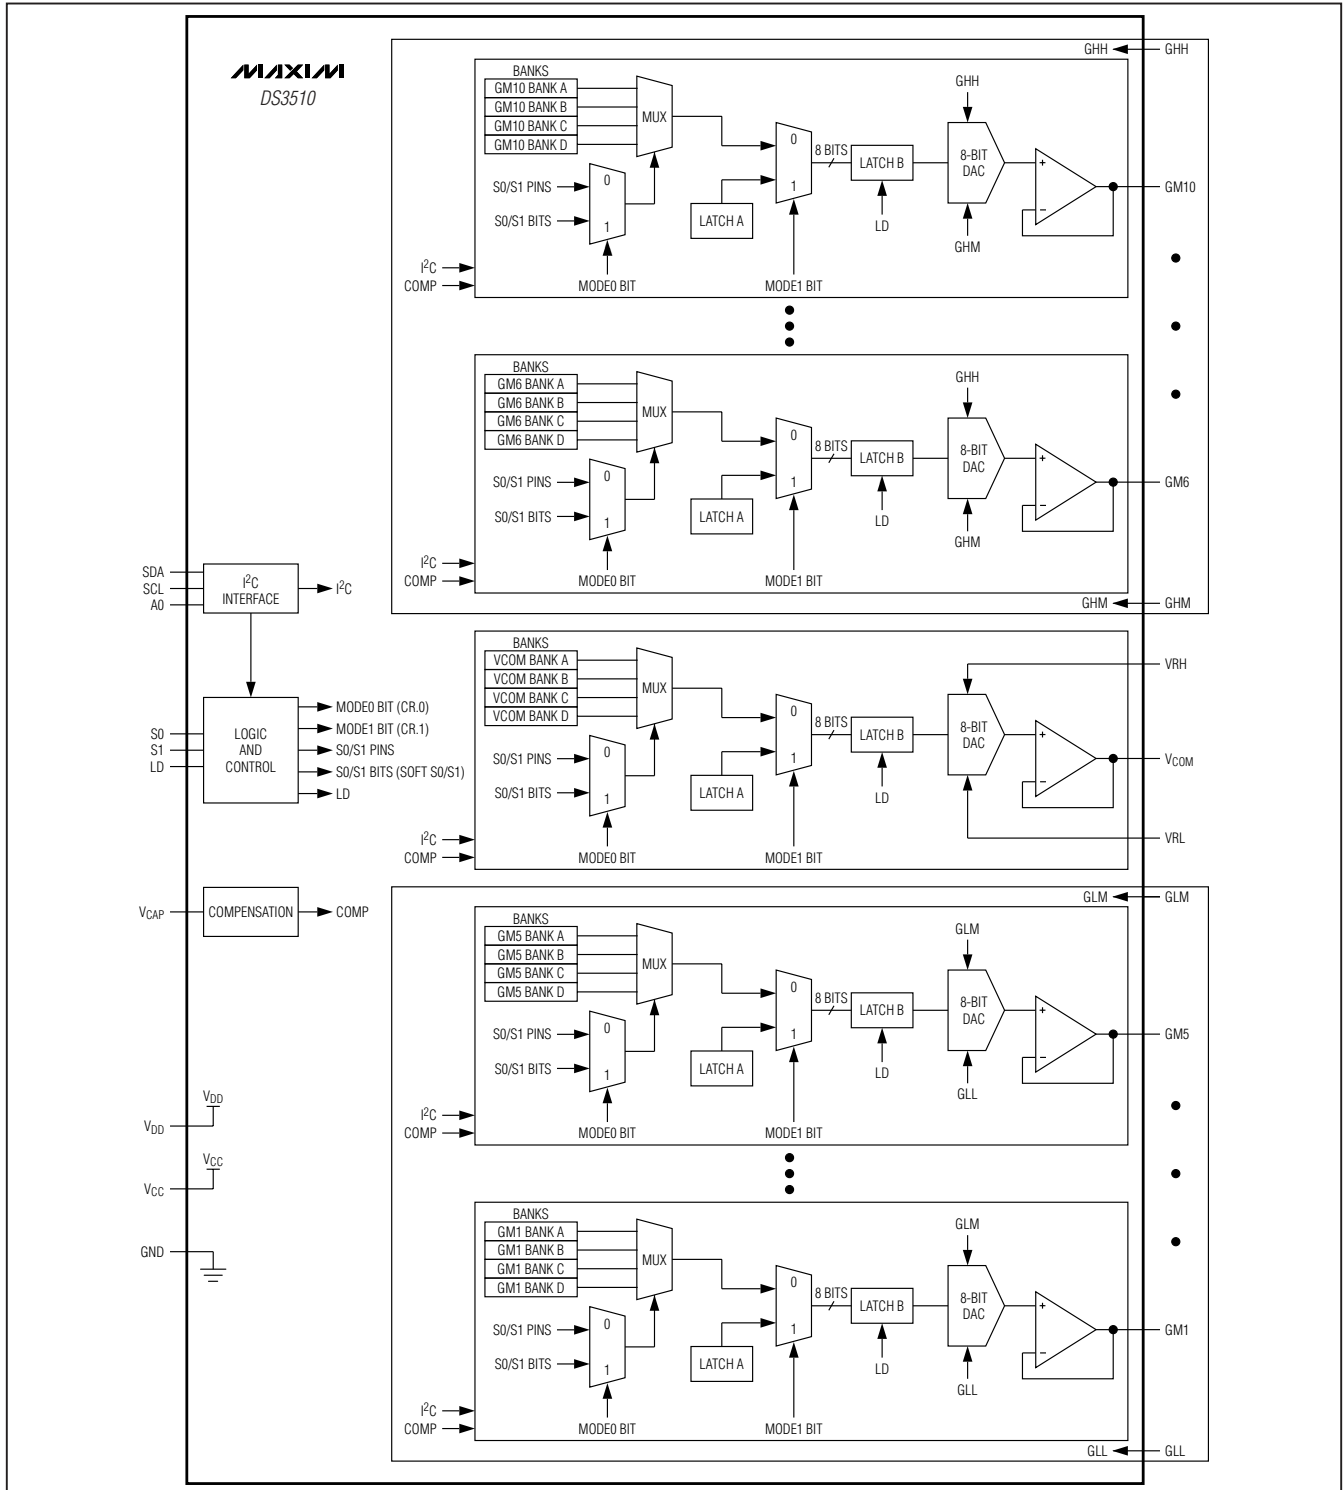 GHH GHH
MAXIM
DS3510
BANKS
GM10 BANK A
GM10 BANK B
GM10 BANK C
GM10 BANK D
MUX
S0/S1 PINS
S0/S1 BITS
0
1
LATCH A
0
1
8 BITS
LATCH B
LD
GHH
8-BIT
DAC
GHM
+
−
GM10
I²C
COMP
MODE0 BIT
MODE1 BIT
BANKS
GM6 BANK A
GM6 BANK B
GM6 BANK C
GM6 BANK D
MUX
S0/S1 PINS
S0/S1 BITS
0
1
LATCH A
0
1
8 BITS
LATCH B
LD
GHH
8-BIT
DAC
GHM
+
−
GM6
I²C
COMP
MODE0 BIT
MODE1 BIT
GHM GHM
SDA
SCL
A0
I²C
INTERFACE
I²C
S0
S1
LD
LOGIC
AND
CONTROL
MODE0 BIT (CR.0)
MODE1 BIT (CR.1)
S0/S1 PINS
S0/S1 BITS (SOFT S0/S1)
LD
BANKS
VCOM BANK A
VCOM BANK B
VCOM BANK C
VCOM BANK D
MUX
S0/S1 PINS
S0/S1 BITS
0
1
LATCH A
0
1
8 BITS
LATCH B
LD
VRH
8-BIT
DAC
VRL
+
−
VCOM
I²C
COMP
MODE0 BIT
MODE1 BIT
VCAP
COMPENSATION
COMP
GLM GLM
BANKS
GM5 BANK A
GM5 BANK B
GM5 BANK C
GM5 BANK D
MUX
S0/S1 PINS
S0/S1 BITS
0
1
LATCH A
0
1
8 BITS
LATCH B
LD
GLM
8-BIT
DAC
GLL
+
−
GM5
I²C
COMP
MODE0 BIT
MODE1 BIT
VDD
VDD
VCC
VCC
GND
BANKS
GM1 BANK A
GM1 BANK B
GM1 BANK C
GM1 BANK D
MUX
S0/S1 PINS
S0/S1 BITS
0
1
LATCH A
0
1
8 BITS
LATCH B
LD
GLM
8-BIT
DAC
GLL
+
−
GM1
I²C
COMP
MODE0 BIT
MODE1 BIT
GLL GLL